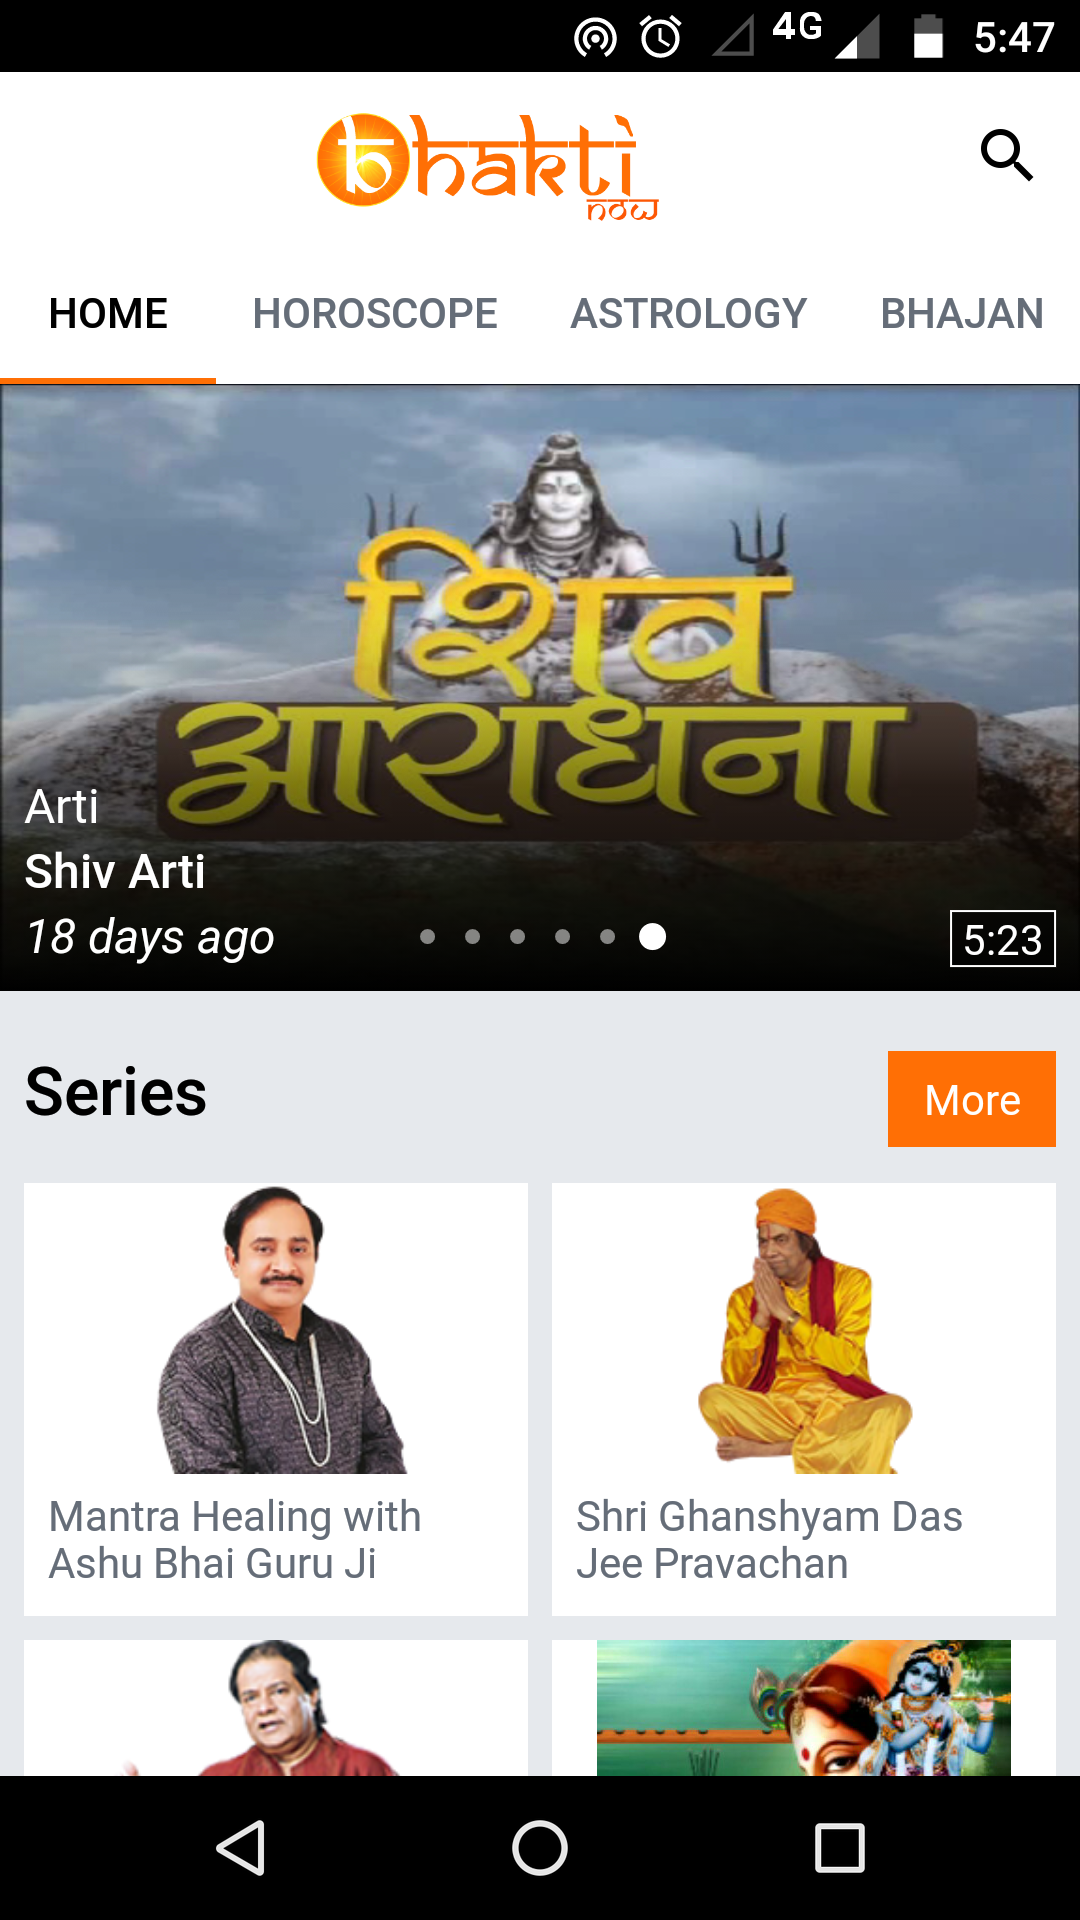 4G 5:47
Bhakti
now
HOME HOROSCOPE ASTROLOGY BHAJAN
शिव
आराधना
Arti
Shiv Arti
18 days ago
5:23
Series
More
Mantra Healing with
Ashu Bhai Guru Ji
Shri Ghanshyam Das
Jee Pravachan